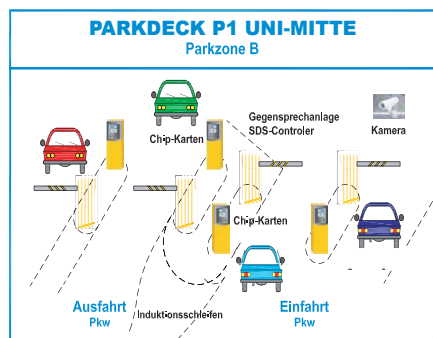 PARKDECK P1 UNI-MITTE
Parkzone B
Gegensprechanlage
SDS-Controler
Kamera
Chip-Karten
Chip-Karten
Ausfahrt
Pkw
Induktionsschleifen
Einfahrt
Pkw